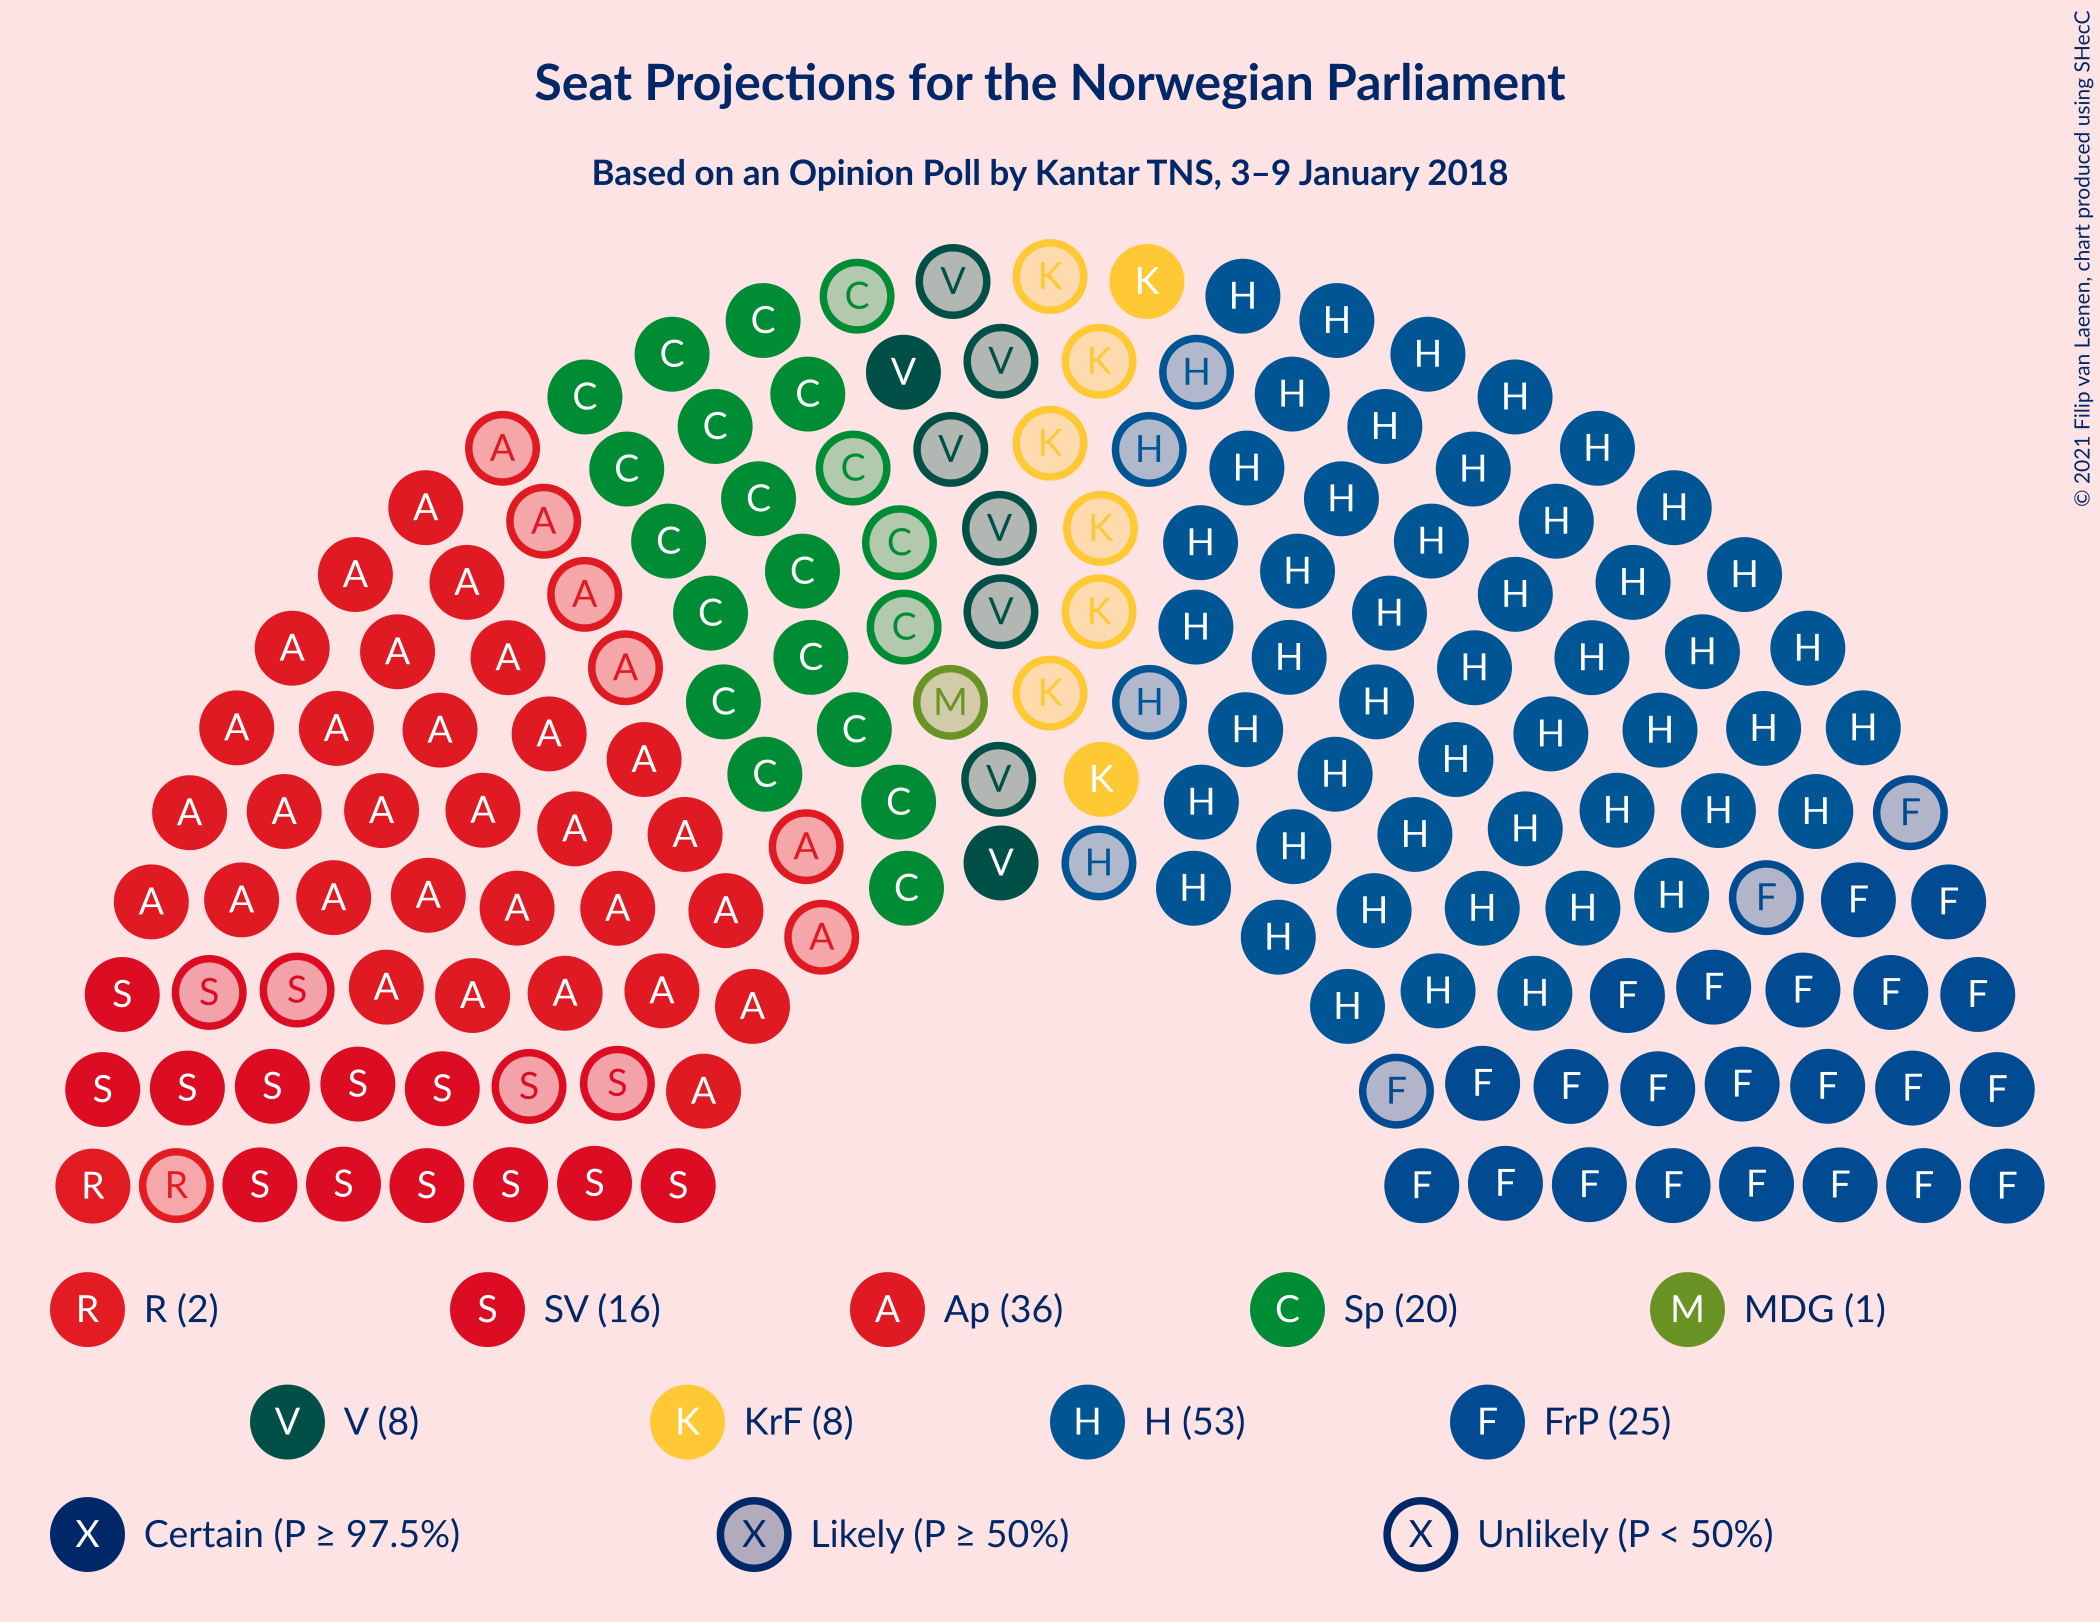 Seat Projections for the Norwegian Parliament
Based on an Opinion Poll by Kantar TNS, 3–9 January 2018
© 2021 Filip van Laenen, chart produced using SHecC
V K K H
C H
C H
C V V K H H
C H
C C H H
A C V K H H
C H
C C H H
A A C K H
C V H H
C H H
A A A C H
C C V K H H
C H H
A A A A C H H
C H H H
A A A M K H
A A A A A C C H H
H H H H H H
A A A A A A C V K H H H H H H F
C A H H
A A A A A A A C V H H H H H H F F F
A H
S S S A A A A A H H H F F F F F
S S S S S S S A F F F F F F F F
R R S S S S S S F F F F F F F F
R R (2) S SV (16) A Ap (36) C Sp (20) M MDG (1)
V V (8) K KrF (8) H H (53) F FrP (25)
X Certain (P ≥ 97.5%) X Likely (P ≥ 50%) X Unlikely (P < 50%)